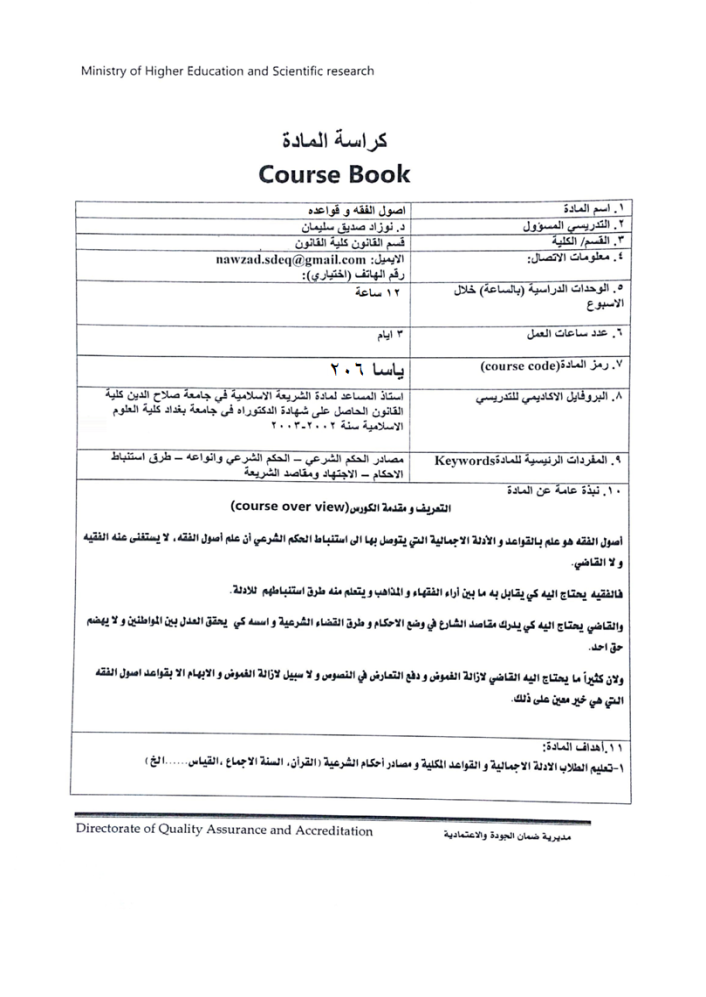 Ministry of Higher Education and Scientific research
كراسة المادة
Course Book
١. اسم المادة
اصول الفقه و قواعده
٢. التدريسي المسؤول
د. نوزاد صديق سليمان
٣. القسم/ الكلية
قسم القانون كلية القانون
٤. معلومات الاتصال:
الايميل: nawzad.sdeq@gmail.com
رقم الهاتف (اختياري):
٥. الوحدات الدراسية (بالساعة) خلال
الاسبوع
١٢ ساعة
٦. عدد ساعات العمل
٣ ايام
٧. رمز المادة(course code)
ياسا ٢٠٦
٨. البروفايل الاكاديمي للتدريسي
استاذ المساعد لمادة الشريعة الاسلامية في جامعة صلاح الدين كلية
القانون الحاصل على شهادة الدكتوراه في جامعة بغداد كلية العلوم
الاسلامية سنة ٢٠٠٢-٢٠٠٣
٩. المفردات الرئيسية للمادةKeywords
مصادر الحكم الشرعي – الحكم الشرعي وانواعه – طرق استنباط
الاحكام – الاجتهاد ومقاصد الشريعة
١٠. نبذة عامة عن المادة
التعريف و مقدمة الكورس(course over view)
أصول الفقه هو علم بالقواعد و الأدلة الاجمالية التي يتوصل بها الى استنباط الحكم الشرعي أن علم أصول الفقه، لا يستغنى عنه الفقيه
و لا القاضي.
فالفقيه يحتاج اليه كي يقابل به ما بين أراء الفقهاء و المذاهب و يتعلم منه طرق استنباطهم للادلة.
والقاضي يحتاج اليه كي يدرك مقاصد الشارع في وضع الاحكام و طرق القضاء الشرعية و اسسه كي يحقق العدل بين المواطنين و لا يهضم
حق احد.
ولان كثيراً ما يحتاج اليه القاضي لازالة الغموض و دفع التعارض في النصوص و لا سبيل لازالة الغموض و الابهام الا بقواعد اصول الفقه
التي هي خير معين على ذلك.
١١.أهداف المادة:
١-تعليم الطلاب الادلة الاجمالية و القواعد الكلية و مصادر أحكام الشرعية (القرأن، السنة الاجماع ،القياس......الخ)
Directorate of Quality Assurance and Accreditation
مديرية ضمان الجودة والاعتمادية